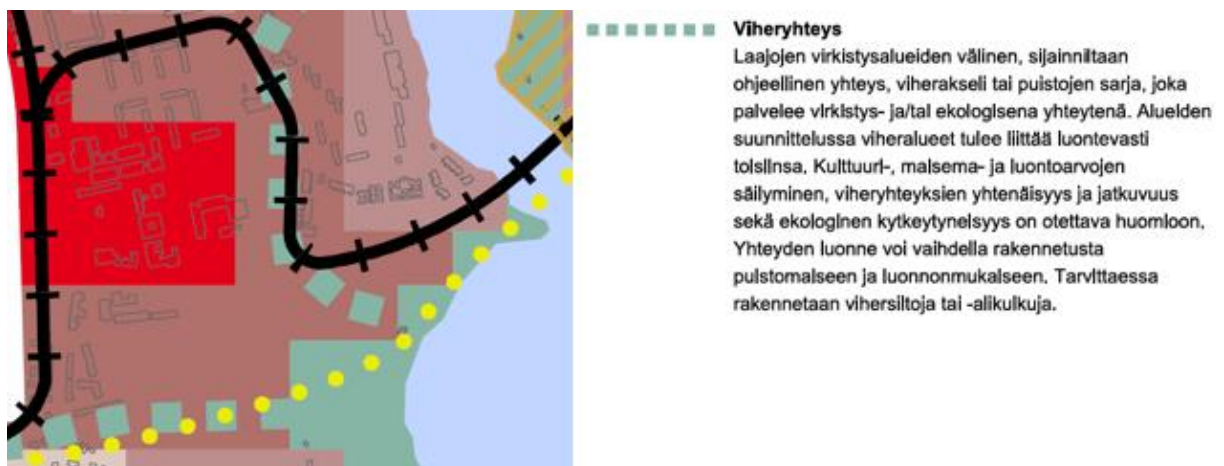 Viheryhteys
Laajojen virkistysalueiden välinen, sijainniltaan
ohjeellinen yhteys, viherakseli tai puistojen sarja, joka
palvelee virkistys- ja/tai ekologisena yhteytenä. Alueiden
suunnittelussa viheralueet tulee liittää luontevasti
toisiinsa. Kulttuuri-, maisema- ja luontoarvojen
säilyminen, viheryhteyksien yhtenäisyys ja jatkuvuus
sekä ekologinen kytkeytyneisyys on otettava huomioon.
Yhteyden luonne voi vaihdella rakennetusta
puistomaiseen ja luonnonmukaiseen. Tarvittaessa
rakennetaan vihersiltoja tai -alikulkuja.